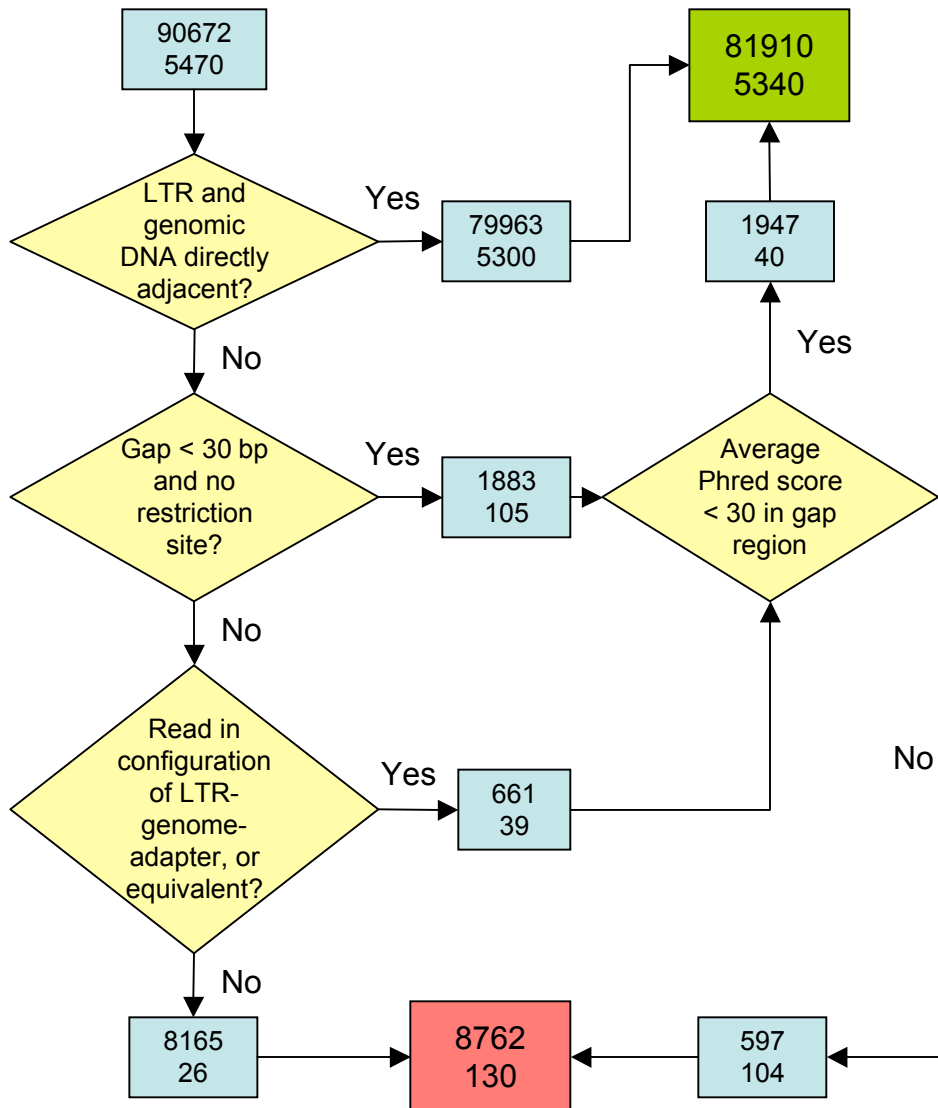 90672
5470
81910
5340
LTR and
genomic
DNA directly
adjacent?
Yes
79963
5300
1947
40
No
Yes
Gap < 30 bp
and no
restriction
site?
Yes
1883
105
Average
Phred score
< 30 in gap
region
No
Read in
configuration
of LTR-
genome-
adapter, or
equivalent?
Yes
661
39
No
No
8165
26
8762
130
597
104